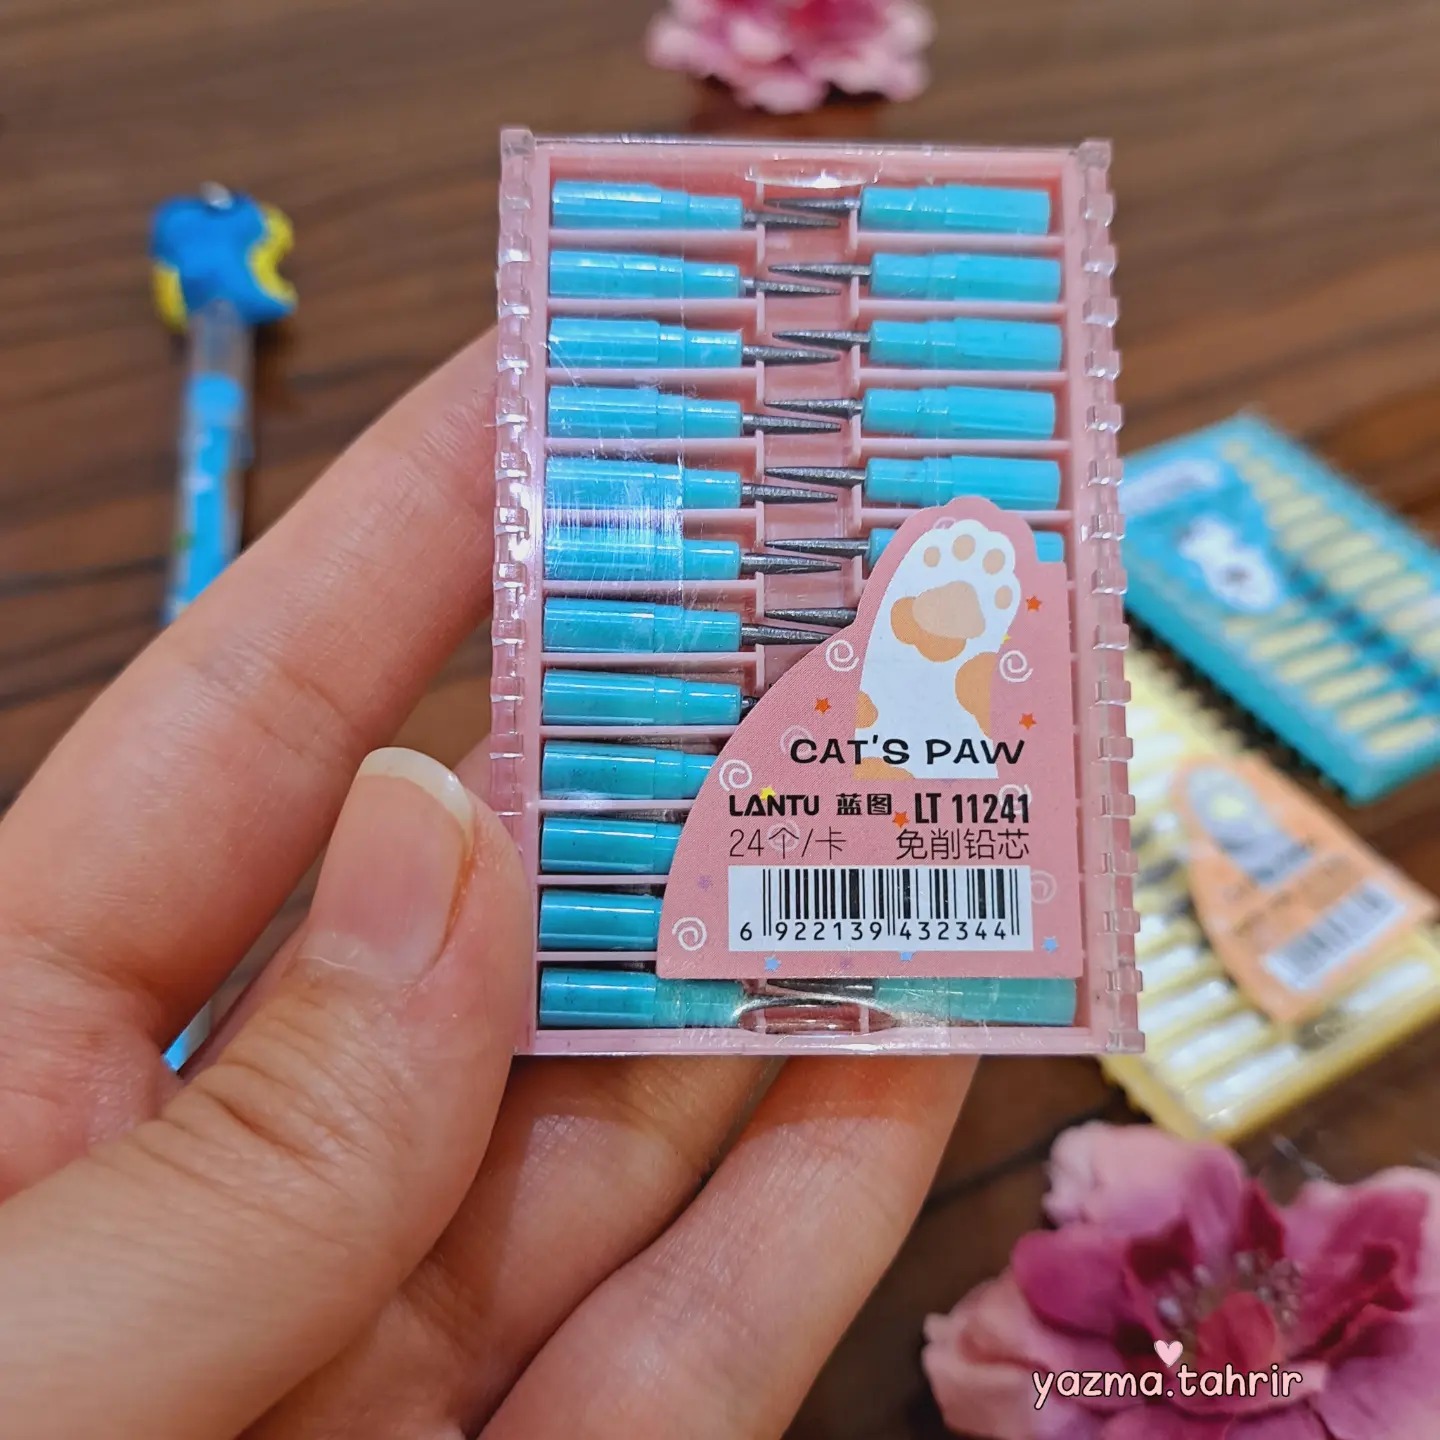 CAT'S PAW
LANTU 蓝图 LT 11241
24个/卡 免削铅芯
6 922139 432344
yazma.tahrir